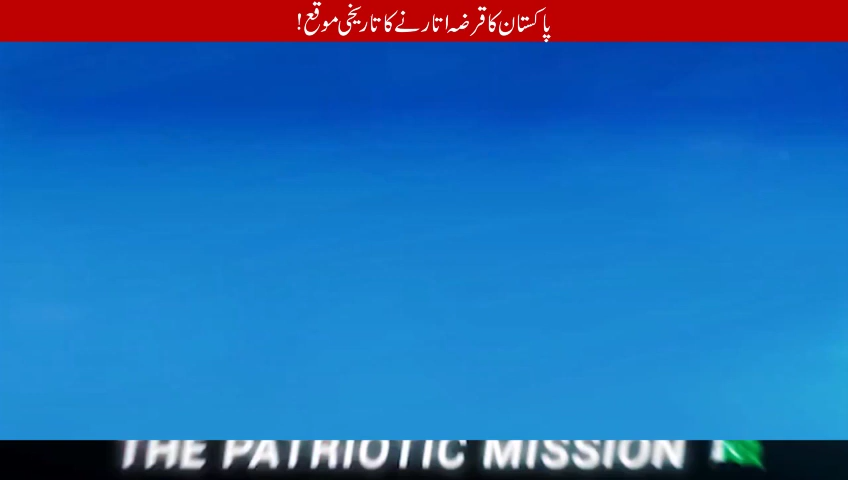 پاکستان کا قرضہ اتارنے کا تاریخی موقع!
THE PATRIOTIC MISSION